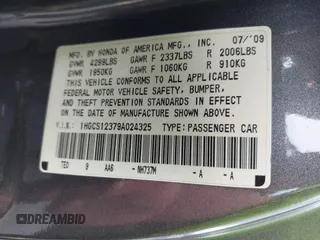 MFD. BY HONDA OF AMERICA MFG., INC. 07/'09
GVWR 4299LBS GAWR F 2337LBS R 2006LBS
GVWR 1950KG GAWR F 1060KG R 910KG
THIS VEHICLE CONFORMS TO ALL APPLICABLE
FEDERAL MOTOR VEHICLE SAFETY, BUMPER,
AND THEFT PREVENTION STANDARDS IN EFFECT
ON THE DATE OF MANUFACTURE SHOWN ABOVE.
1HGCS12379A024325 TYPE:PASSENGER CAR
TE0 9 AA6 - NH737M - A - A
© DREAMBID